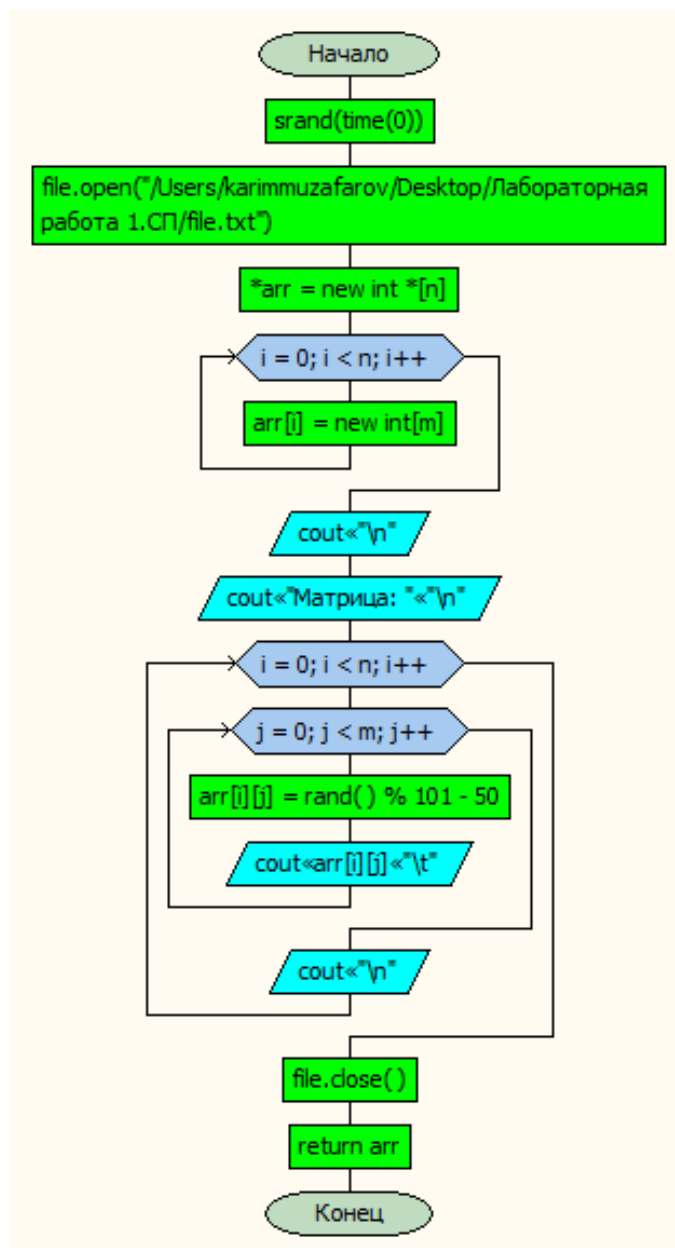 Начало
srand(time(0))
file.open("/Users/karimmuzafarov/Desktop/Лабораторная
работа 1.СП/file.txt")
*arr = new int *[n]
i = 0; i < n; i++
arr[i] = new int[m]
cout«"\n"
cout«"Матрица: "«"\n"
i = 0; i < n; i++
j = 0; j < m; j++
arr[i][j] = rand() % 101 - 50
cout«arr[i][j]«"\t"
cout«"\n"
file.close()
return arr
Конец